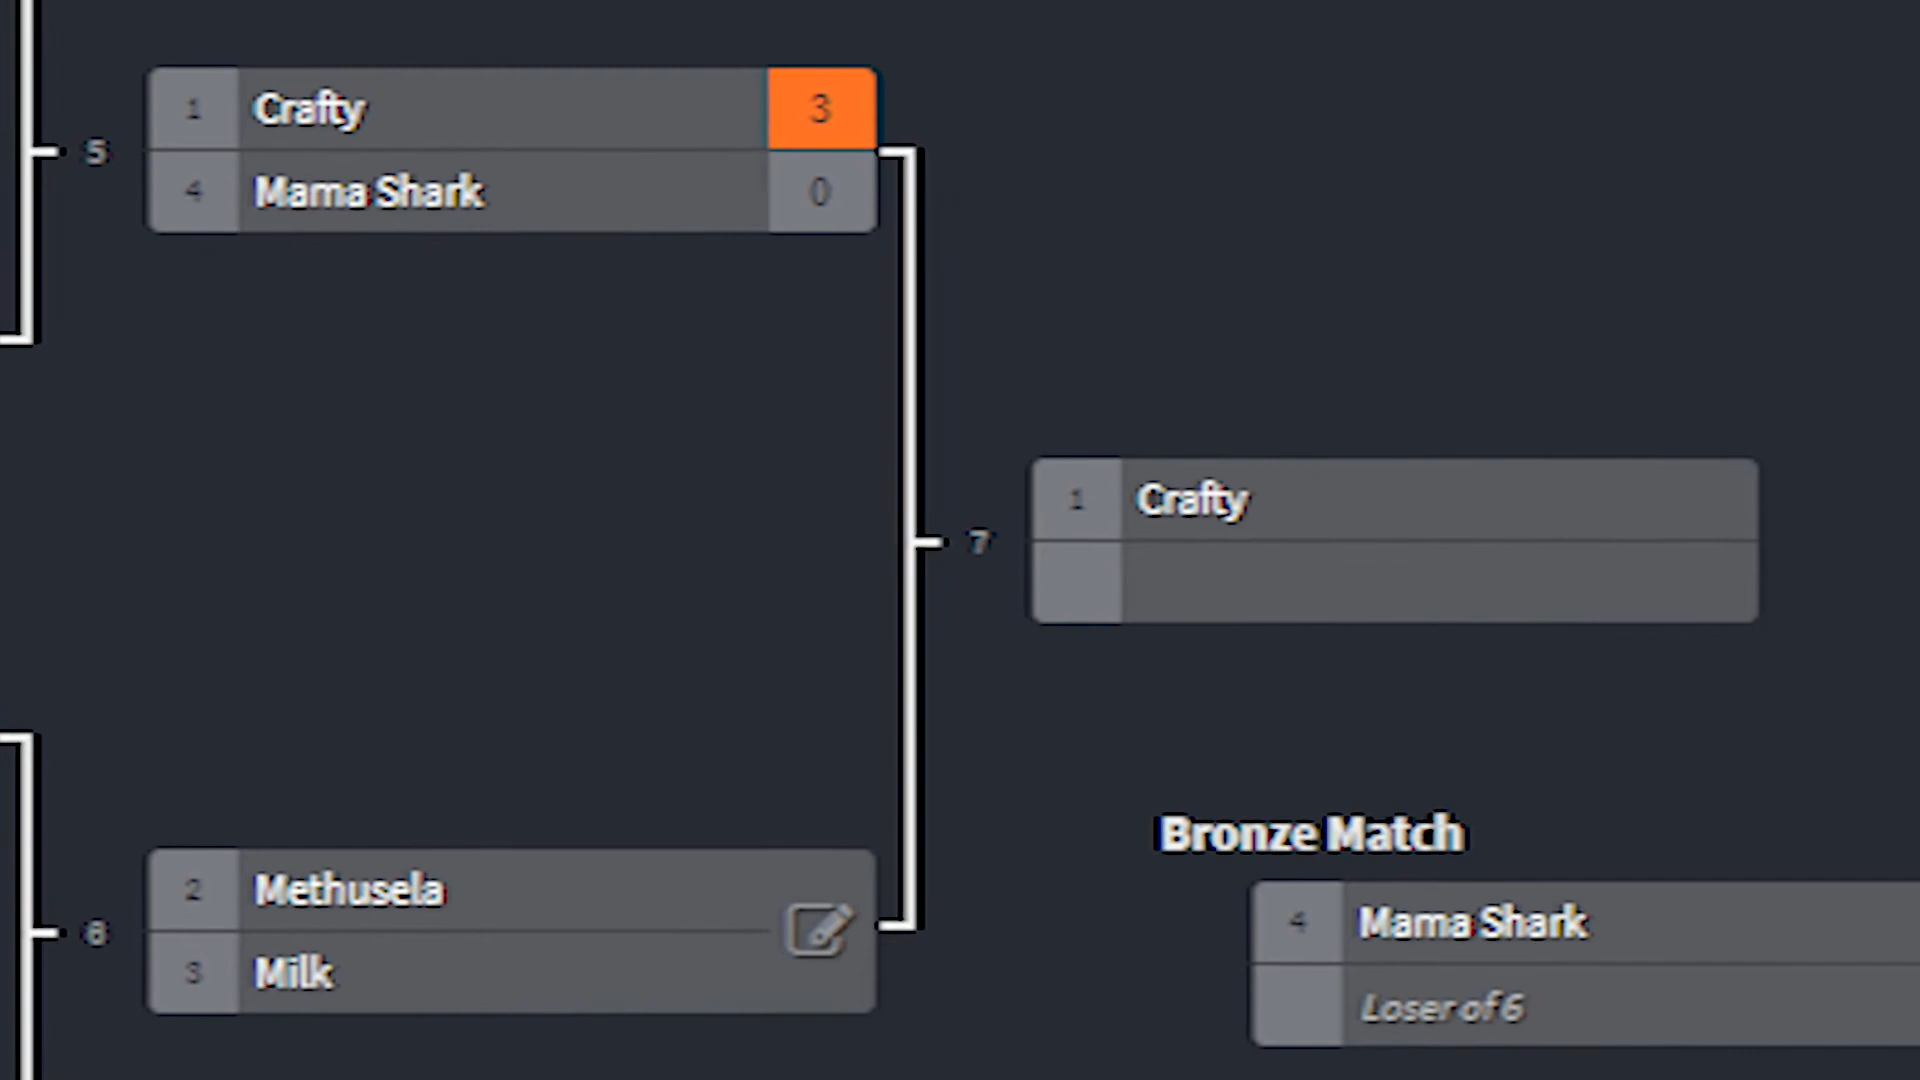 5
1 Crafty 3
4 Mama Shark 0
7
1 Crafty
6
2 Methusela
3 Milk
Bronze Match
4 Mama Shark
Loser of 6